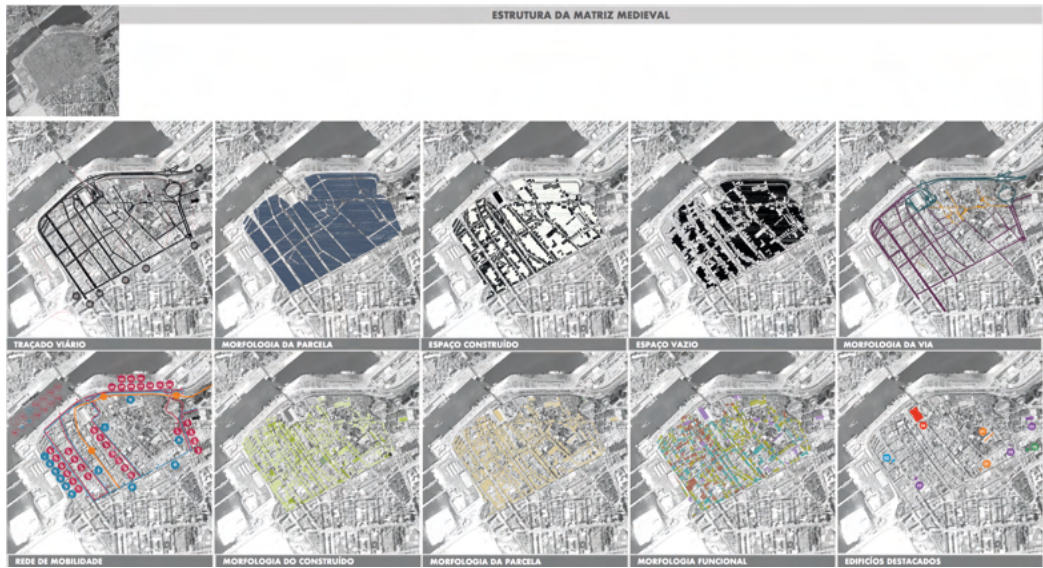 ESTRUTURA DA MATRIZ MEDIEVAL
TRAÇADO VIÁRIO
MORFOLOGIA DA PARCELA
ESPAÇO CONSTRUÍDO
ESPAÇO VAZIO
MORFOLOGIA DA VIA
REDE DE MOBILIDADE
MORFOLOGIA DO CONSTRUÍDO
MORFOLOGIA DA PARCELA
MORFOLOGIA FUNCIONAL
EDIFICÍOS DESTACADOS